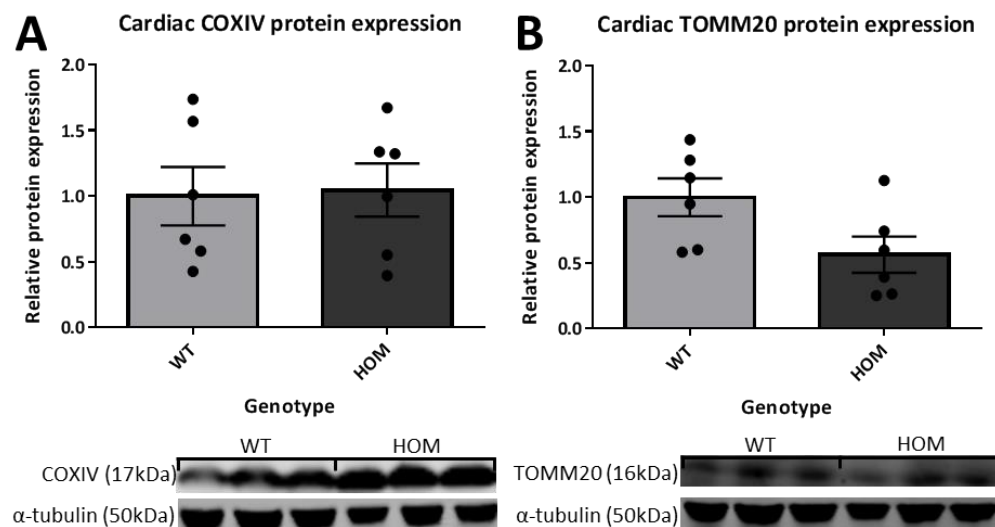 A
Cardiac COXIV protein expression
Relative protein expression
2.0
1.5
1.0
0.5
0.0
WT
HOM
Genotype
WT HOM
COXIV (17kDa)
α-tubulin (50kDa)
B
Cardiac TOMM20 protein expression
Relative protein expression
2.0
1.5
1.0
0.5
0.0
WT
HOM
Genotype
WT HOM
TOMM20 (16kDa)
α-tubulin (50kDa)